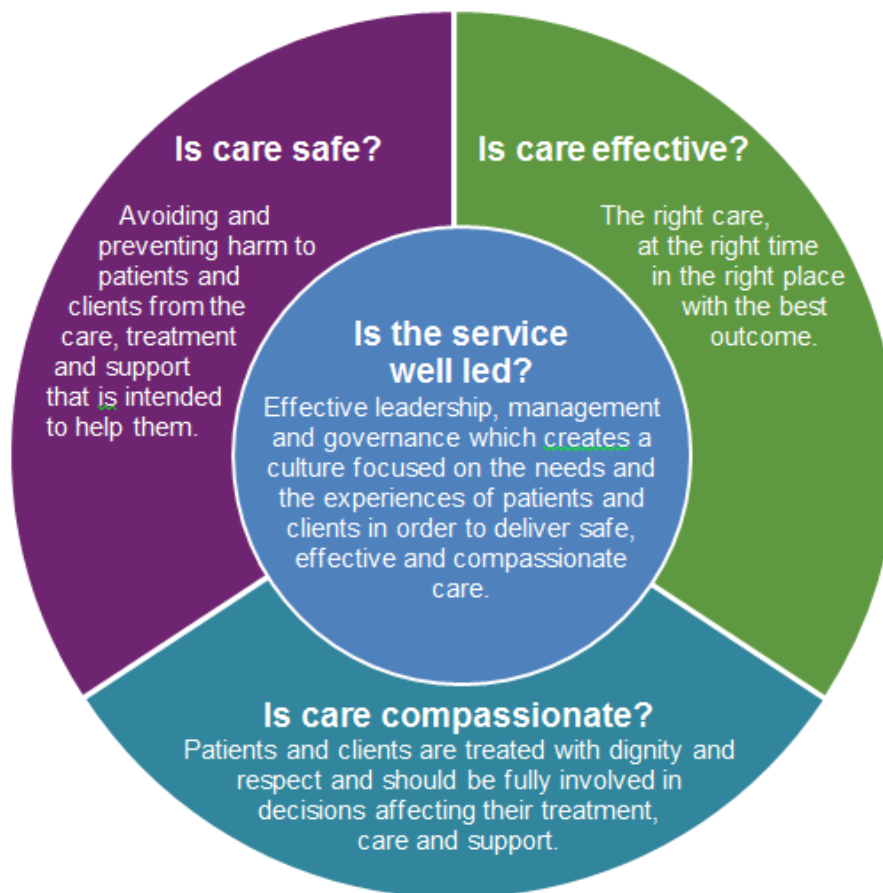 Is care safe?
Avoiding and
preventing harm to
patients and
clients from the
care, treatment
and support
that is intended
to help them.
Is care effective?
The right care,
at the right time
in the right place
with the best
outcome.
Is the service
well led?
Effective leadership, management
and governance which creates a
culture focused on the needs and
the experiences of patients and
clients in order to deliver safe,
effective and compassionate
care.
Is care compassionate?
Patients and clients are treated with dignity and
respect and should be fully involved in
decisions affecting their treatment,
care and support.